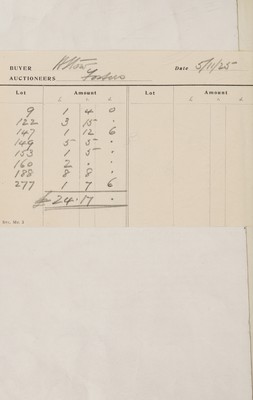 BUYER Date 5/11/25
AUCTIONEERS Fosters
Lot Amount Lot Amount
£ s d £ s d
9 1 4 0
122 3 15 .
147 1 12 6
149 5 5 .
153 1 5 .
160 2 . .
188 8 8 .
277 1 7 6
£ 24.17 .